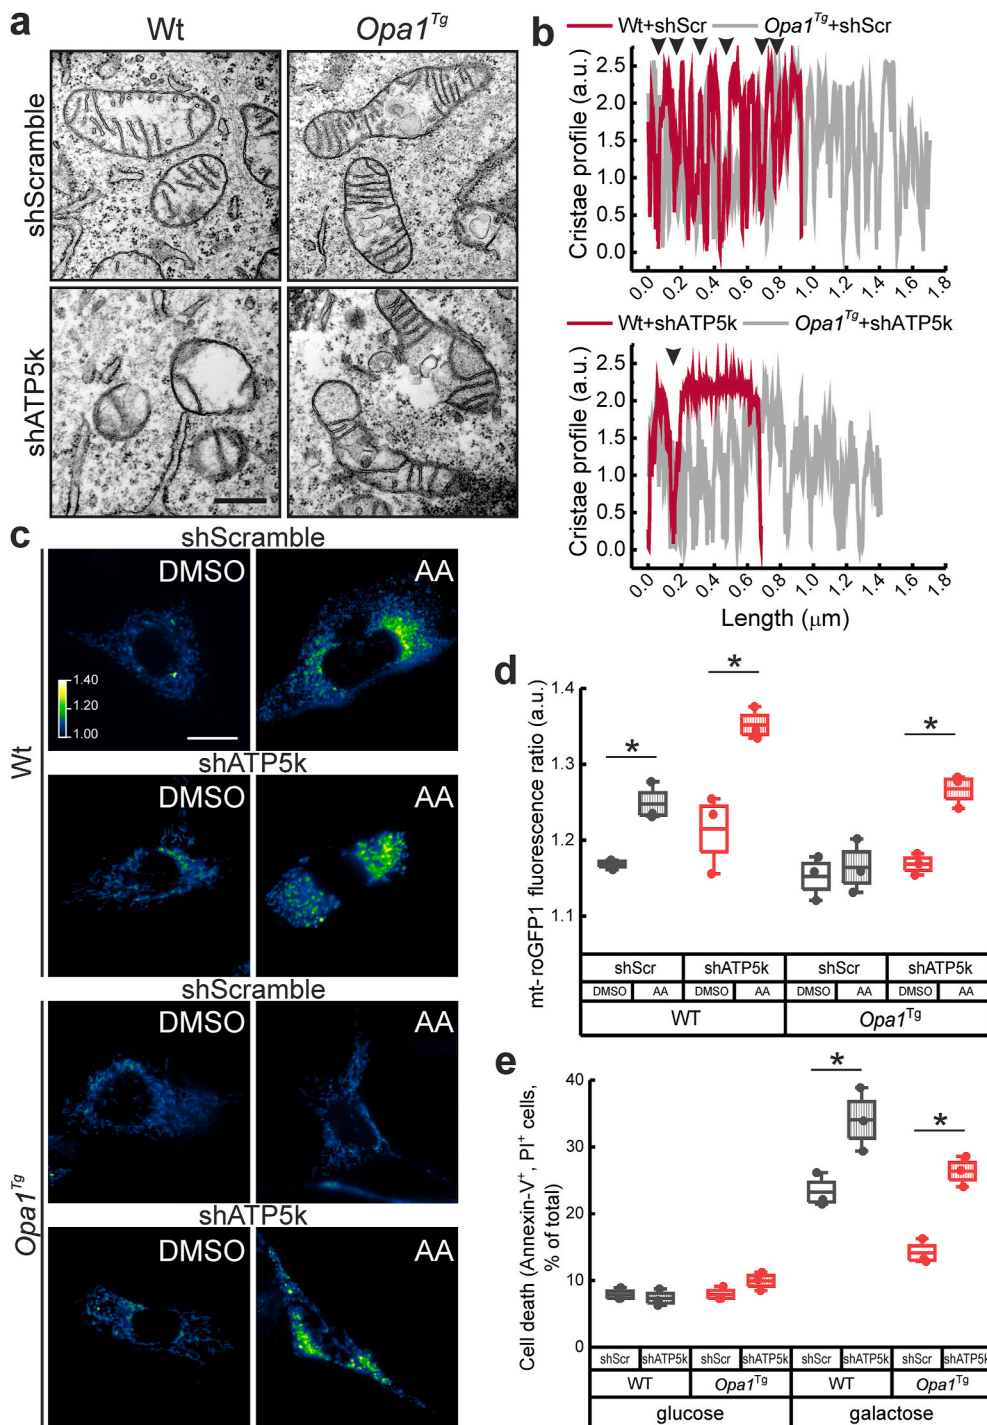 a
Wt
Opa1Tg
shScramble
shATP5k
b
Wt+shScr
Opa1Tg+shScr
Cristae profile (a.u.)
2.5
2.0
1.5
1.0
0.5
0.0
0.0 0.2 0.4 0.6 0.8 1.0 1.2 1.4 1.6 1.8
Wt+shATP5k
Opa1Tg+shATP5k
Cristae profile (a.u.)
2.5
2.0
1.5
1.0
0.5
0.0
0.0 0.2 0.4 0.6 0.8 1.0 1.2 1.4 1.6 1.8
Length (μm)
c
shScramble
DMSO
AA
1.40
1.20
1.00
Wt
shATP5k
DMSO
AA
shScramble
DMSO
AA
Opa1Tg
shATP5k
DMSO
AA
d
mt-roGFP1 fluorescence ratio (a.u.)
1.4
1.3
1.2
1.1
* * *
shScr shATP5k shScr shATP5k
DMSO AA DMSO AA DMSO AA DMSO AA
WT Opa1Tg
e
Cell death (Annexin-V+, PI+ cells,
% of total)
40
30
20
10
0
* *
shScr shATP5k shScr shATP5k shScr shATP5k shScr shATP5k
WT Opa1Tg WT Opa1Tg
glucose galactose